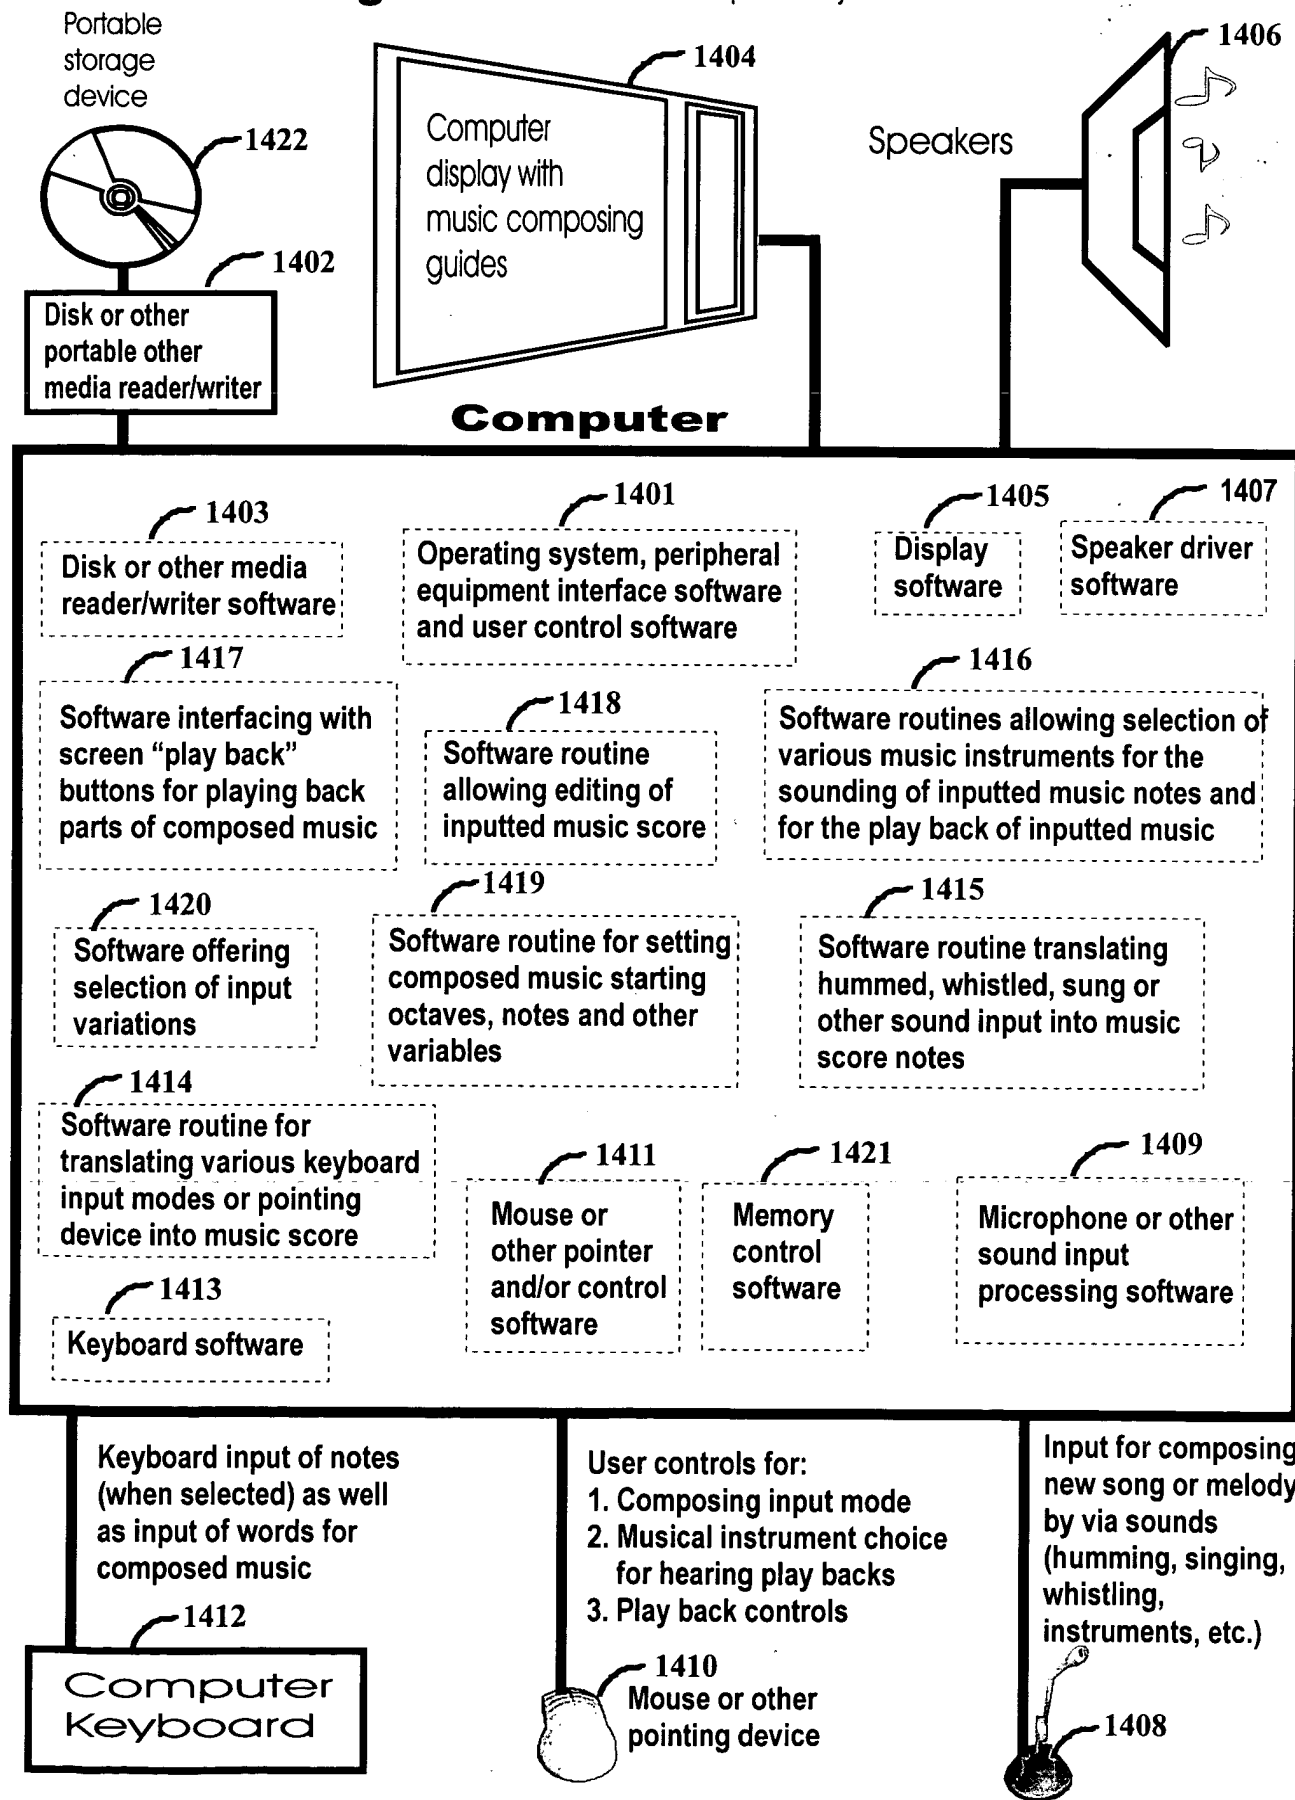 Portable
storage
device
1422
1402
Disk or other
portable other
media reader/writer
1404
Computer
display with
music composing
guides
Speakers
1406
Computer
1403
Disk or other media
reader/writer software
1401
Operating system, peripheral
equipment interface software
and user control software
1405
Display
software
1407
Speaker driver
software
1417
Software interfacing with
screen “play back”
buttons for playing back
parts of composed music
1418
Software routine
allowing editing of
inputted music score
1416
Software routines allowing selection of
various music instruments for the
sounding of inputted music notes and
for the play back of inputted music
1420
Software offering
selection of input
variations
1419
Software routine for setting
composed music starting
octaves, notes and other
variables
1415
Software routine translating
hummed, whistled, sung or
other sound input into music
score notes
1414
Software routine for
translating various keyboard
input modes or pointing
device into music score
1411
Mouse or
other pointer
and/or control
software
1421
Memory
control
software
1409
Microphone or other
sound input
processing software
1413
Keyboard software
Keyboard input of notes
(when selected) as well
as input of words for
composed music
1412
Computer
Keyboard
User controls for:
1. Composing input mode
2. Musical instrument choice
for hearing play backs
3. Play back controls
1410
Mouse or other
pointing device
Input for composing
new song or melody
by via sounds
(humming, singing,
whistling,
instruments, etc.)
1408